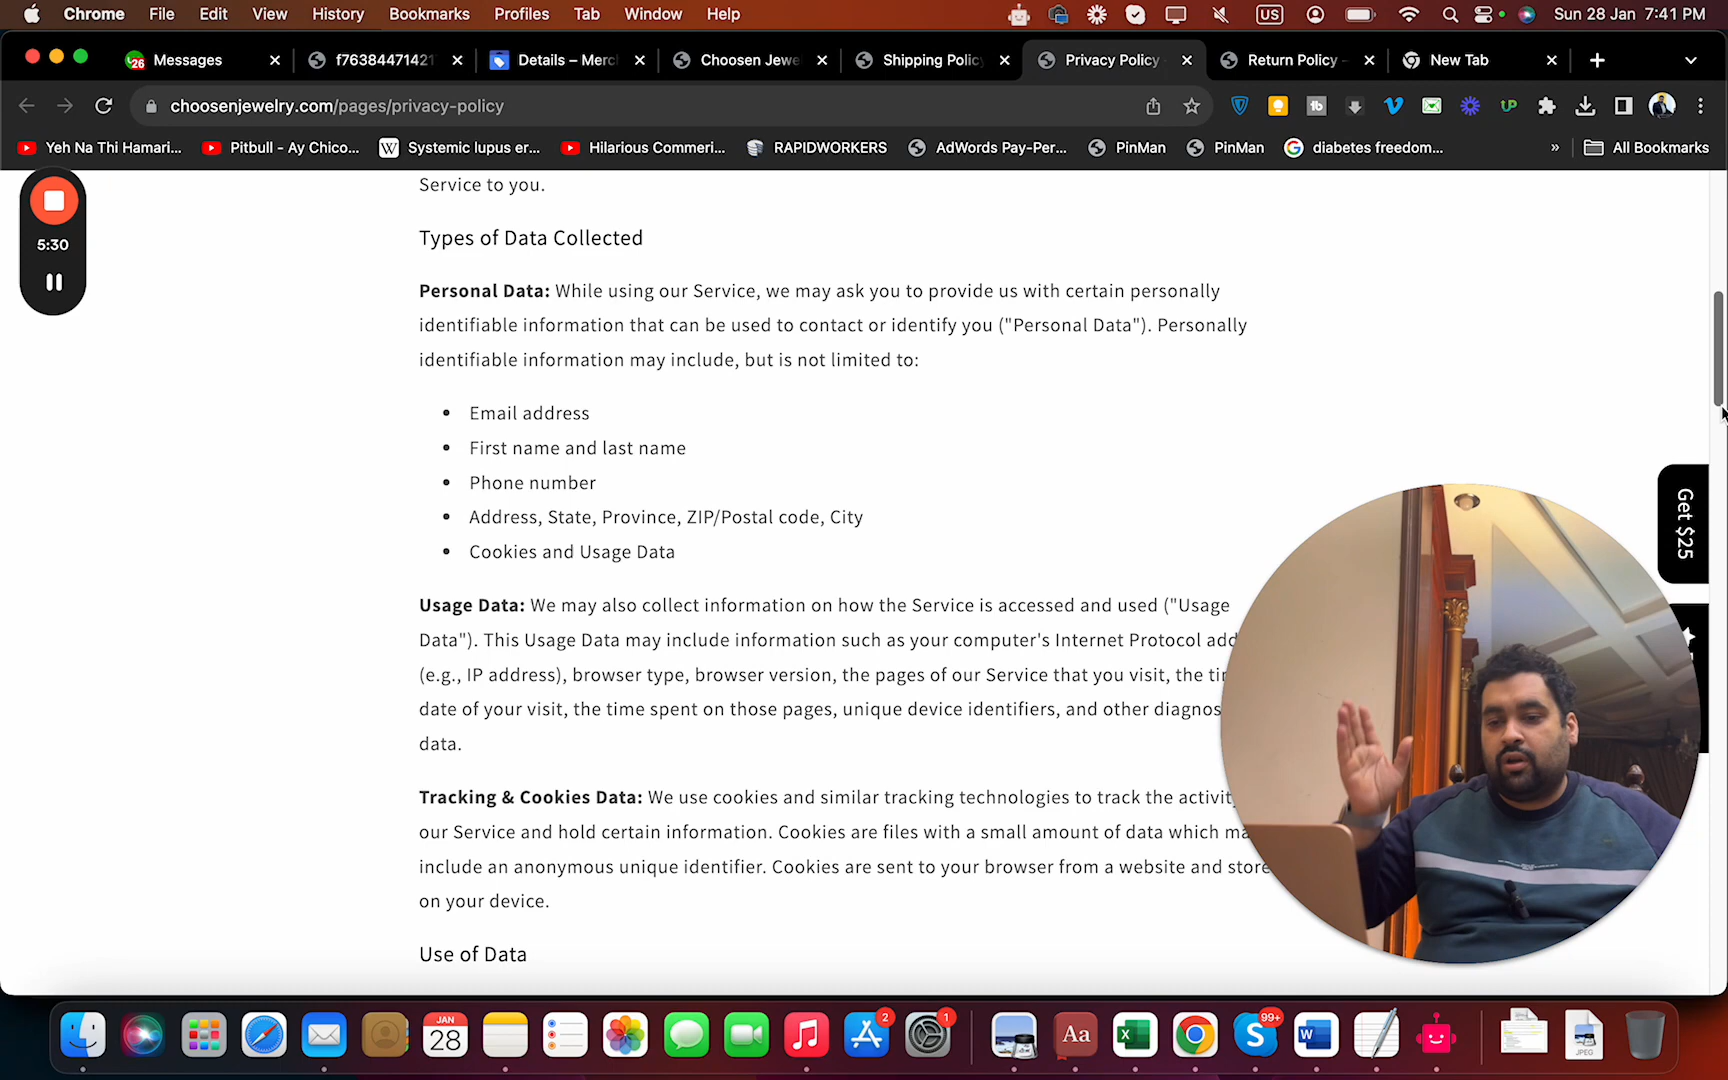 Chrome File Edit View History Bookmarks Profiles Tab Window Help US Sun 28 Jan 7:41 PM
26 Messages f7638447142 Details – Merc Choosen Jewe Shipping Polic Privacy Policy Return Policy - New Tab
choosenjewelry.com/pages/privacy-policy
Yeh Na Thi Hamari... Pitbull - Ay Chico... Systemic lupus er... Hilarious Commeri... RAPIDWORKERS AdWords Pay-Per... PinMan PinMan diabetes freedom... » All Bookmarks
Service to you.
5:30
Types of Data Collected
Personal Data: While using our Service, we may ask you to provide us with certain personally
identifiable information that can be used to contact or identify you ("Personal Data"). Personally
identifiable information may include, but is not limited to:
• Email address
• First name and last name
• Phone number
• Address, State, Province, ZIP/Postal code, City
• Cookies and Usage Data
Get $25
Usage Data: We may also collect information on how the Service is accessed and used ("Usage
Data"). This Usage Data may include information such as your computer's Internet Protocol add
(e.g., IP address), browser type, browser version, the pages of our Service that you visit, the
date of your visit, the time spent on those pages, unique device identifiers, and other diagnos
data.
Tracking & Cookies Data: We use cookies and similar tracking technologies to track the activity
our Service and hold certain information. Cookies are files with a small amount of data which
include an anonymous unique identifier. Cookies are sent to your browser from a website and store
on your device.
Use of Data
JAN
28
2
1
Aa
99+
JPEG